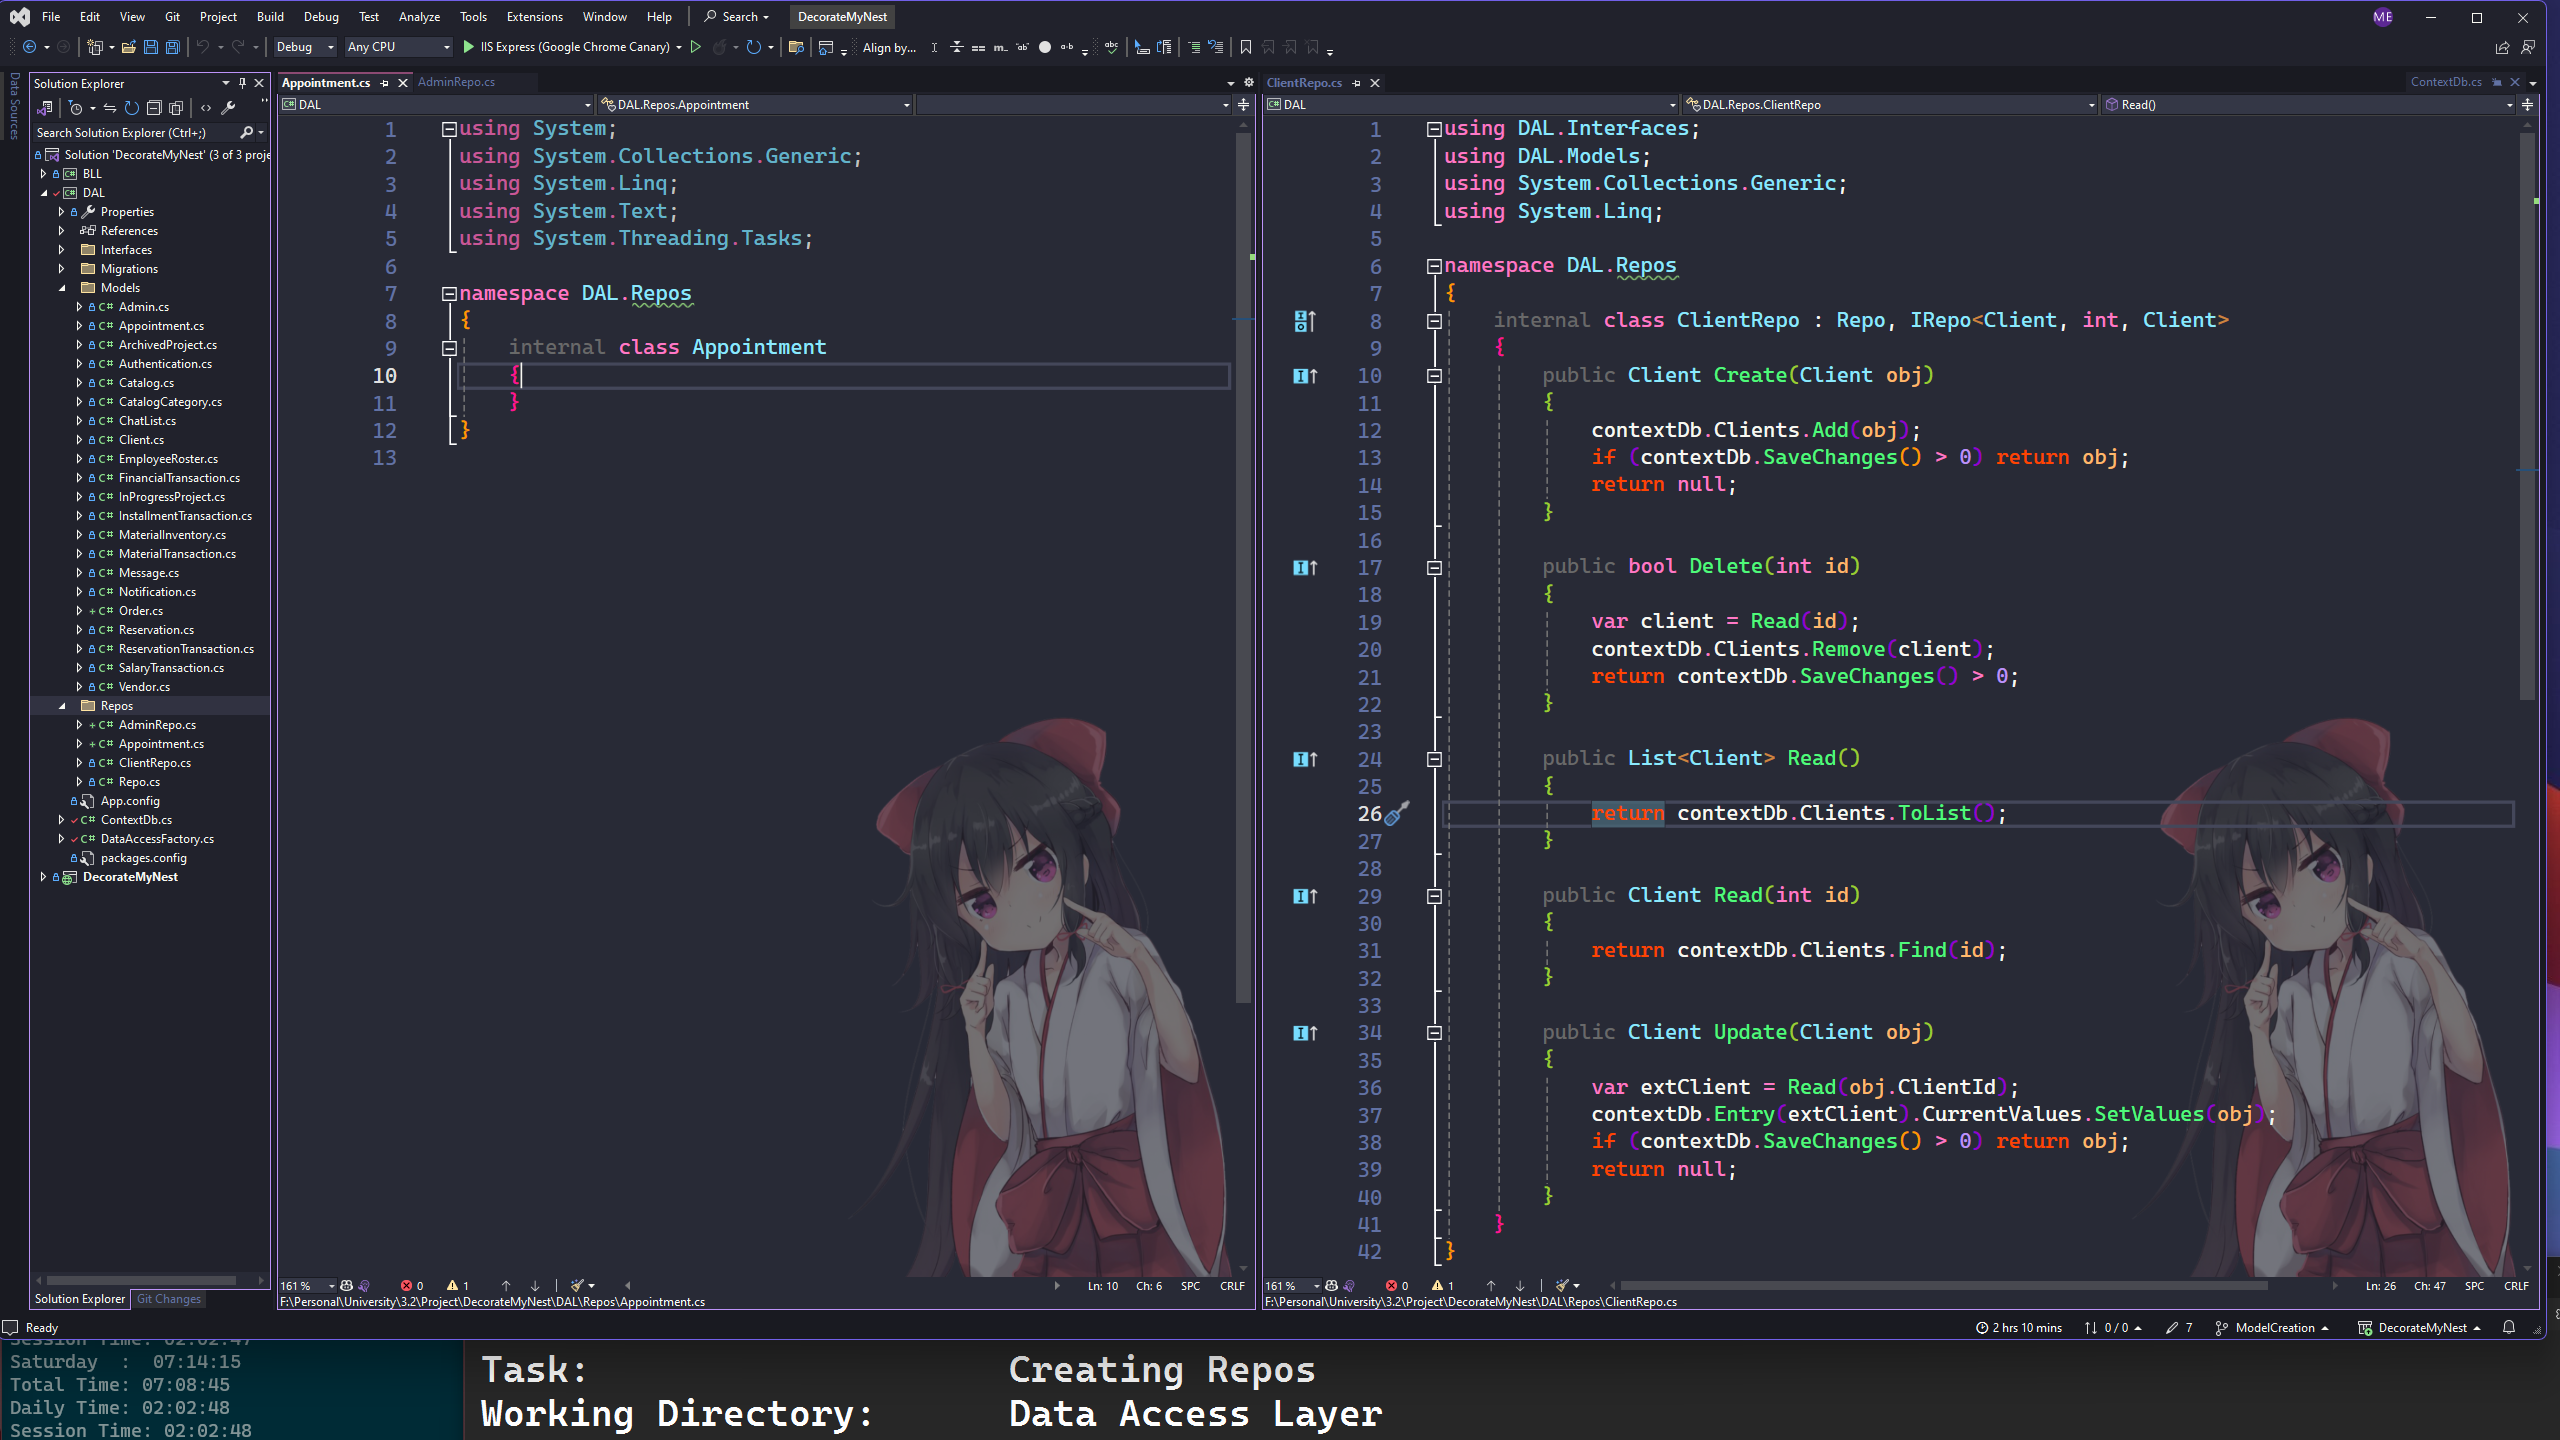 File Edit View Git Project Build Debug Test Analyze Tools Extensions Window Help Search DecorateMyNest ME
Debug Any CPU IIS Express (Google Chrome Canary) Align by...
Data Sources
Solution Explorer
Search Solution Explorer (Ctrl+;)
Solution 'DecorateMyNest' (3 of 3 proje
BLL
DAL
Properties
References
Interfaces
Migrations
Models
C# Admin.cs
C# Appointment.cs
C# ArchivedProject.cs
C# Authentication.cs
C# Catalog.cs
C# CatalogCategory.cs
C# ChatList.cs
C# Client.cs
C# EmployeeRoster.cs
C# FinancialTransaction.cs
C# InProgressProject.cs
C# InstallmentTransaction.cs
C# MaterialInventory.cs
C# MaterialTransaction.cs
C# Message.cs
C# Notification.cs
C# Order.cs
C# Reservation.cs
C# ReservationTransaction.cs
C# SalaryTransaction.cs
C# Vendor.cs
Repos
C# AdminRepo.cs
C# Appointment.cs
C# ClientRepo.cs
C# Repo.cs
App.config
C# ContextDb.cs
C# DataAccessFactory.cs
packages.config
DecorateMyNest
Solution Explorer Git Changes
Appointment.cs AdminRepo.cs
DAL DAL.Repos.Appointment
1 using System;
2 using System.Collections.Generic;
3 using System.Linq;
4 using System.Text;
5 using System.Threading.Tasks;
6
7 namespace DAL.Repos
8 {
9 internal class Appointment
10 {
11 }
12 }
13
161 % 0 1 Ln: 10 Ch: 6 SPC CRLF
F:\Personal\University\3.2\Project\DecorateMyNest\DAL\Repos\Appointment.cs
ClientRepo.cs ContextDb.cs
DAL DAL.Repos.ClientRepo Read()
1 using DAL.Interfaces;
2 using DAL.Models;
3 using System.Collections.Generic;
4 using System.Linq;
5
6 namespace DAL.Repos
7 {
8 internal class ClientRepo : Repo, IRepo<Client, int, Client>
9 {
10 public Client Create(Client obj)
11 {
12 contextDb.Clients.Add(obj);
13 if (contextDb.SaveChanges() > 0) return obj;
14 return null;
15 }
16
17 public bool Delete(int id)
18 {
19 var client = Read(id);
20 contextDb.Clients.Remove(client);
21 return contextDb.SaveChanges() > 0;
22 }
23
24 public List<Client> Read()
25 {
26 return contextDb.Clients.ToList();
27 }
28
29 public Client Read(int id)
30 {
31 return contextDb.Clients.Find(id);
32 }
33
34 public Client Update(Client obj)
35 {
36 var extClient = Read(obj.ClientId);
37 contextDb.Entry(extClient).CurrentValues.SetValues(obj);
38 if (contextDb.SaveChanges() > 0) return obj;
39 return null;
40 }
41 }
42 }
161 % 0 1 Ln: 26 Ch: 47 SPC CRLF
F:\Personal\University\3.2\Project\DecorateMyNest\DAL\Repos\ClientRepo.cs
Ready 2 hrs 10 mins 0 / 0 7 ModelCreation DecorateMyNest
Session Time: 02:02:47
Saturday : 07:14:15
Total Time: 07:08:45
Daily Time: 02:02:48
Session Time: 02:02:48
Task: Creating Repos
Working Directory: Data Access Layer